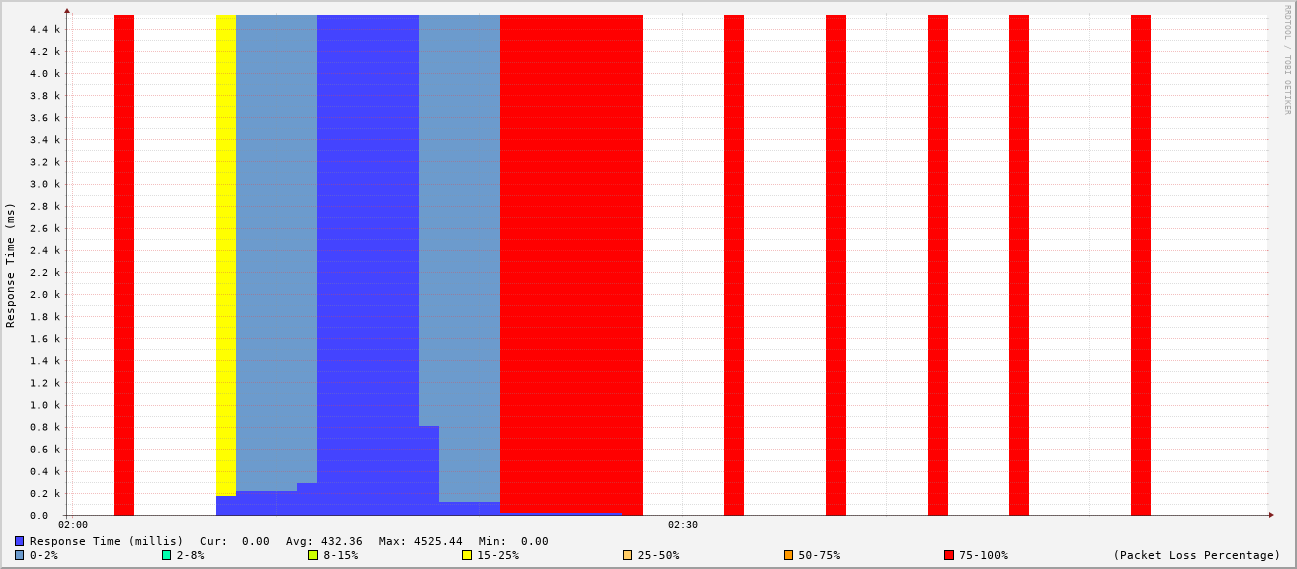 RRDTOOL / TOBI OETIKER
Response Time (ms)
4.4 k
4.2 k
4.0 k
3.8 k
3.6 k
3.4 k
3.2 k
3.0 k
2.8 k
2.6 k
2.4 k
2.2 k
2.0 k
1.8 k
1.6 k
1.4 k
1.2 k
1.0 k
0.8 k
0.6 k
0.4 k
0.2 k
0.0
02:00 02:30
Response Time (millis) Cur: 0.00 Avg: 432.36 Max: 4525.44 Min: 0.00
0-2% 2-8% 8-15% 15-25% 25-50% 50-75% 75-100% (Packet Loss Percentage)